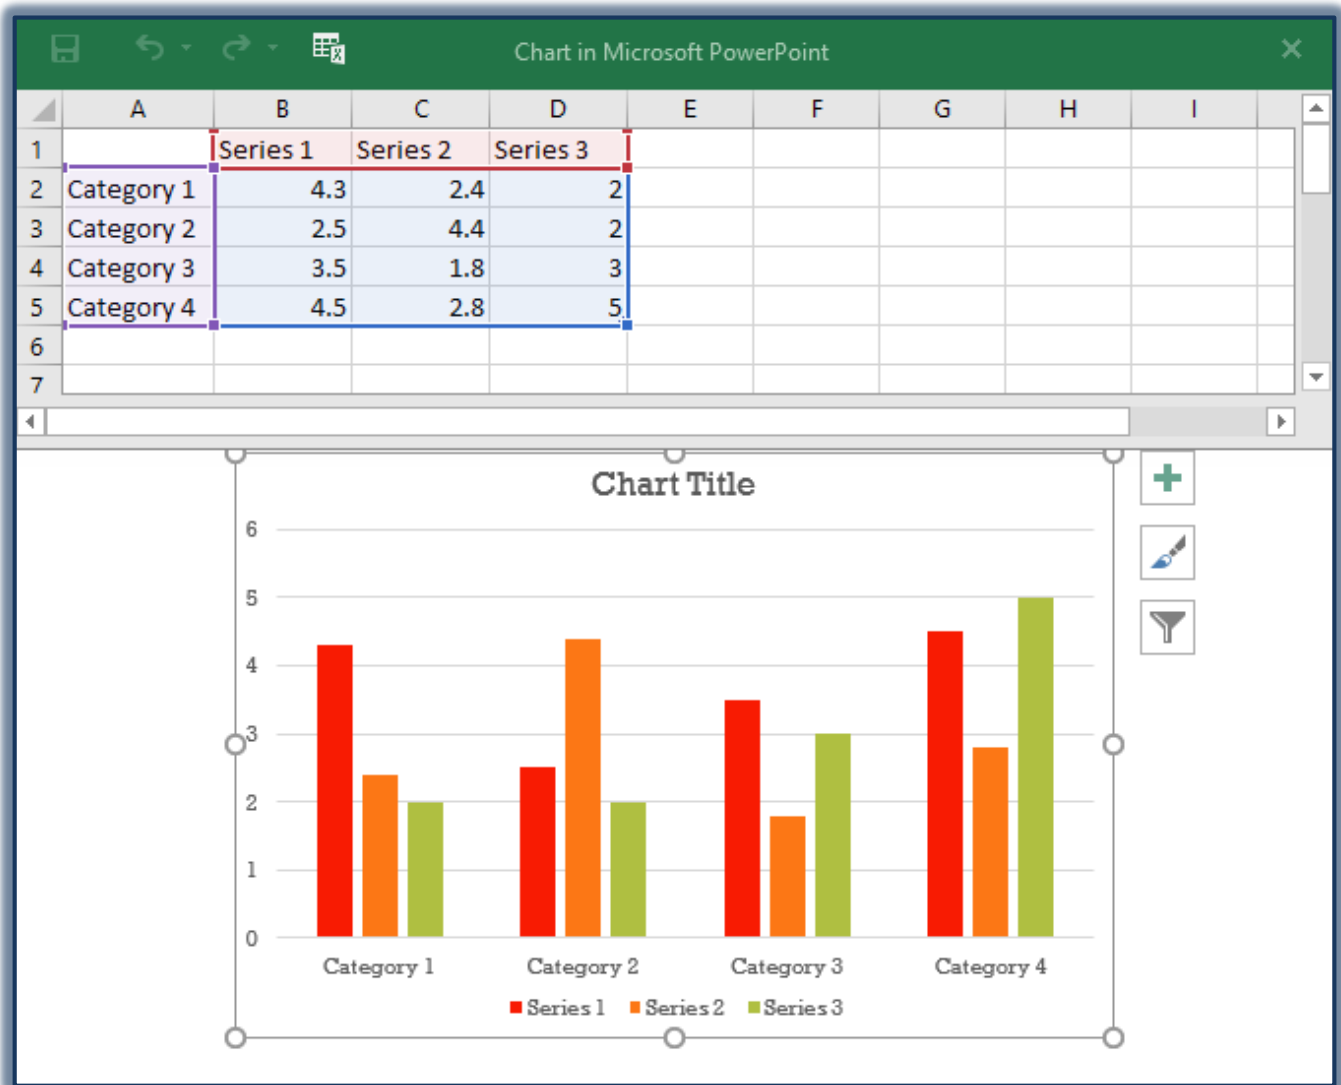 Chart in Microsoft PowerPoint
A B C D E F G H I
1 Series 1 Series 2 Series 3
2 Category 1 4.3 2.4 2
3 Category 2 2.5 4.4 2
4 Category 3 3.5 1.8 3
5 Category 4 4.5 2.8 5
6
7
Chart Title
6
5
4
3
2
1
0
Category 1 Category 2 Category 3 Category 4
Series 1 Series 2 Series 3